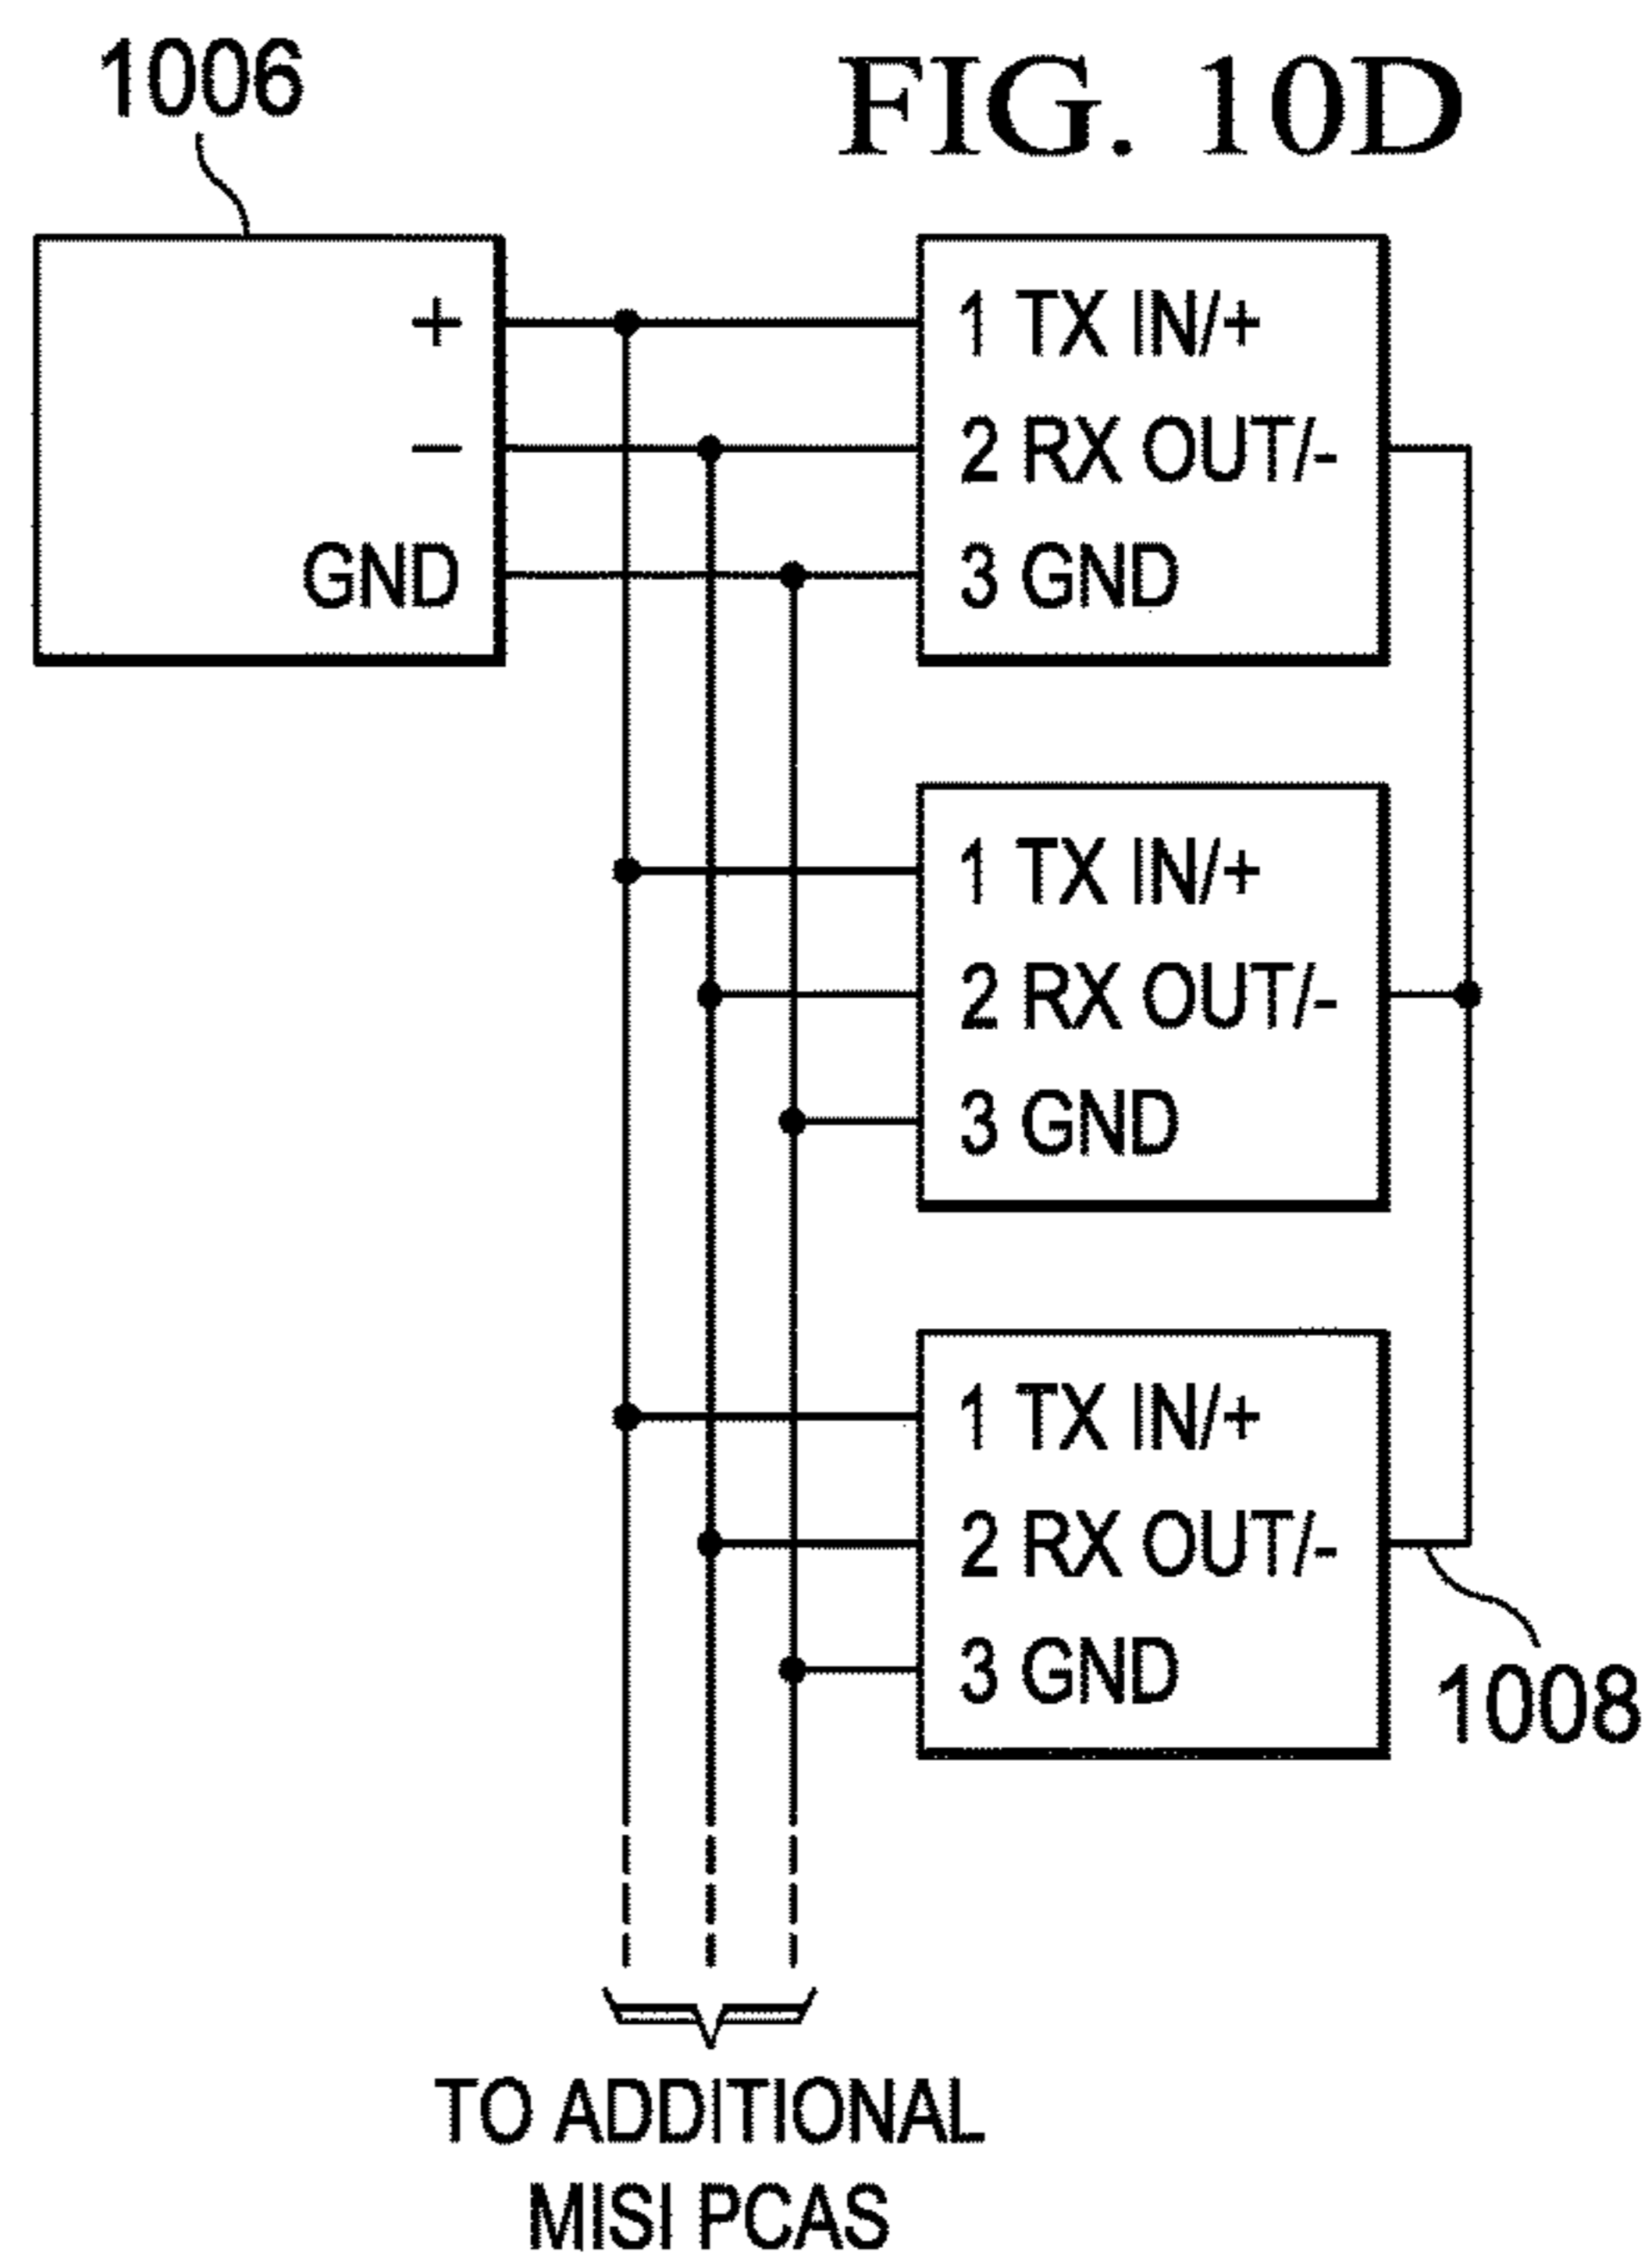 1006
FIG. 10D
+
−
GND
1 TX IN/+
2 RX OUT/-
3 GND
1 TX IN/+
2 RX OUT/-
3 GND
1 TX IN/+
2 RX OUT/-
3 GND
1008
TO ADDITIONAL
MISI PCAS